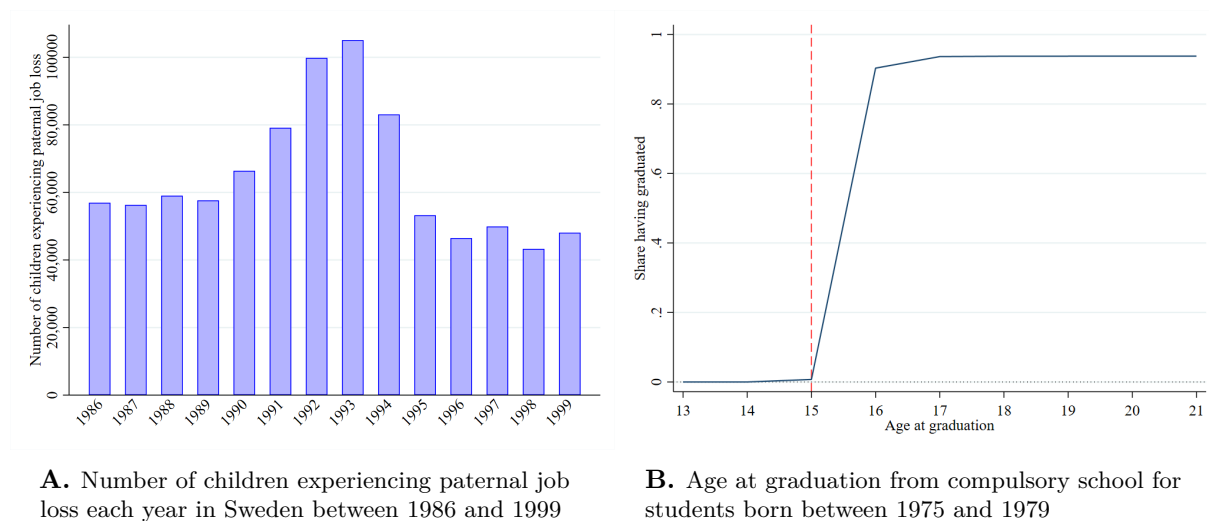 Number of children experiencing paternal job loss
100000
80,000
60,000
40,000
20,000
0
1986 1987 1988 1989 1990 1991 1992 1993 1994 1995 1996 1997 1998 1999
A. Number of children experiencing paternal job
loss each year in Sweden between 1986 and 1999
Share having graduated
1
.8
.6
.4
.2
0
13 14 15 16 17 18 19 20 21
Age at graduation
B. Age at graduation from compulsory school for
students born between 1975 and 1979